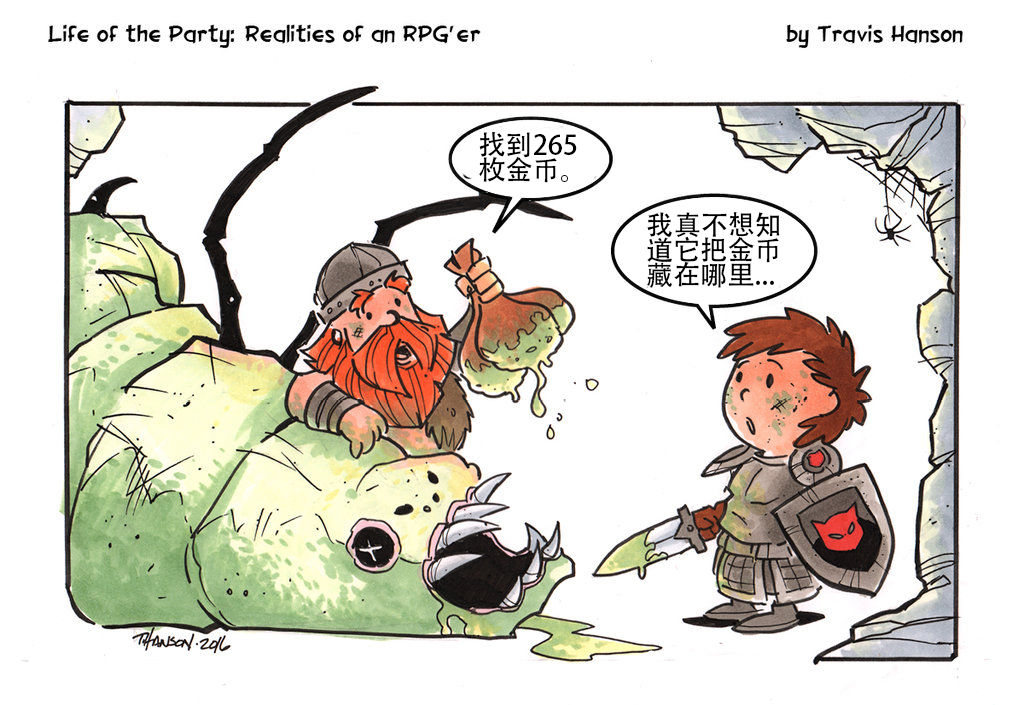 Life of the Party: Realities of an RPG'er
by Travis Hanson
找到265
枚金币。
我真不想知
道它把金币
藏在哪里...
THANSON·2016